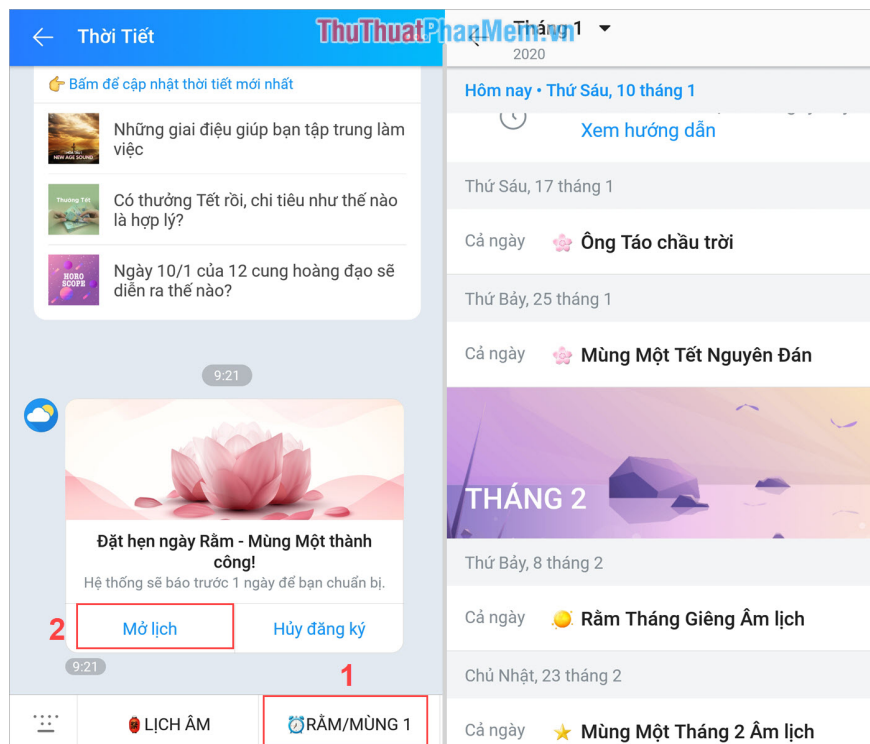 Thời Tiết
ThuThuatPhanMem.vn
👉 Bấm để cập nhật thời tiết mới nhất
NEW AGE SOUND
Những giai điệu giúp bạn tập trung làm
việc
Thưởng Tết
Có thưởng Tết rồi, chi tiêu như thế nào
là hợp lý?
HORO
SCOPE
Ngày 10/1 của 12 cung hoàng đạo sẽ
diễn ra thế nào?
9:21
Đặt hẹn ngày Rằm - Mùng Một thành
công!
Hệ thống sẽ báo trước 1 ngày để bạn chuẩn bị.
2
Mở lịch
Hủy đăng ký
9:21
1
LỊCH ÂM
RẰM/MÙNG 1
Tháng 1
2020
Hôm nay • Thứ Sáu, 10 tháng 1
Xem hướng dẫn
Thứ Sáu, 17 tháng 1
Cả ngày 🌸 Ông Táo chầu trời
Thứ Bảy, 25 tháng 1
Cả ngày 🌸 Mùng Một Tết Nguyên Đán
THÁNG 2
Thứ Bảy, 8 tháng 2
Cả ngày Rằm Tháng Giêng Âm lịch
Chủ Nhật, 23 tháng 2
Cả ngày ⭐ Mùng Một Tháng 2 Âm lịch